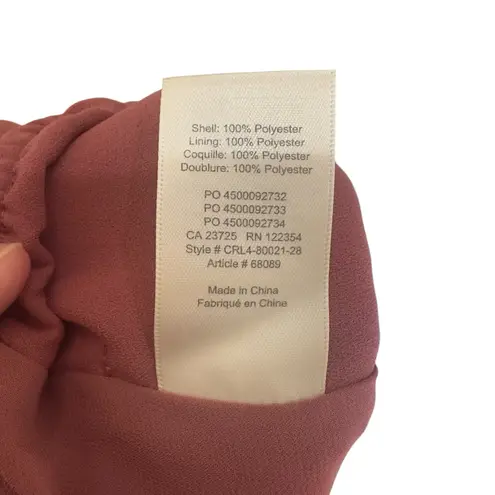 Shell: 100% Polyester
Lining: 100% Polyester
Coquille: 100% Polyester
Doublure: 100% Polyester
PO 4500092732
PO 4500092733
PO 4500092734
CA 23725 RN 122354
Style # CRL4-80021-28
Article # 68089
Made in China
Fabriqué en Chine